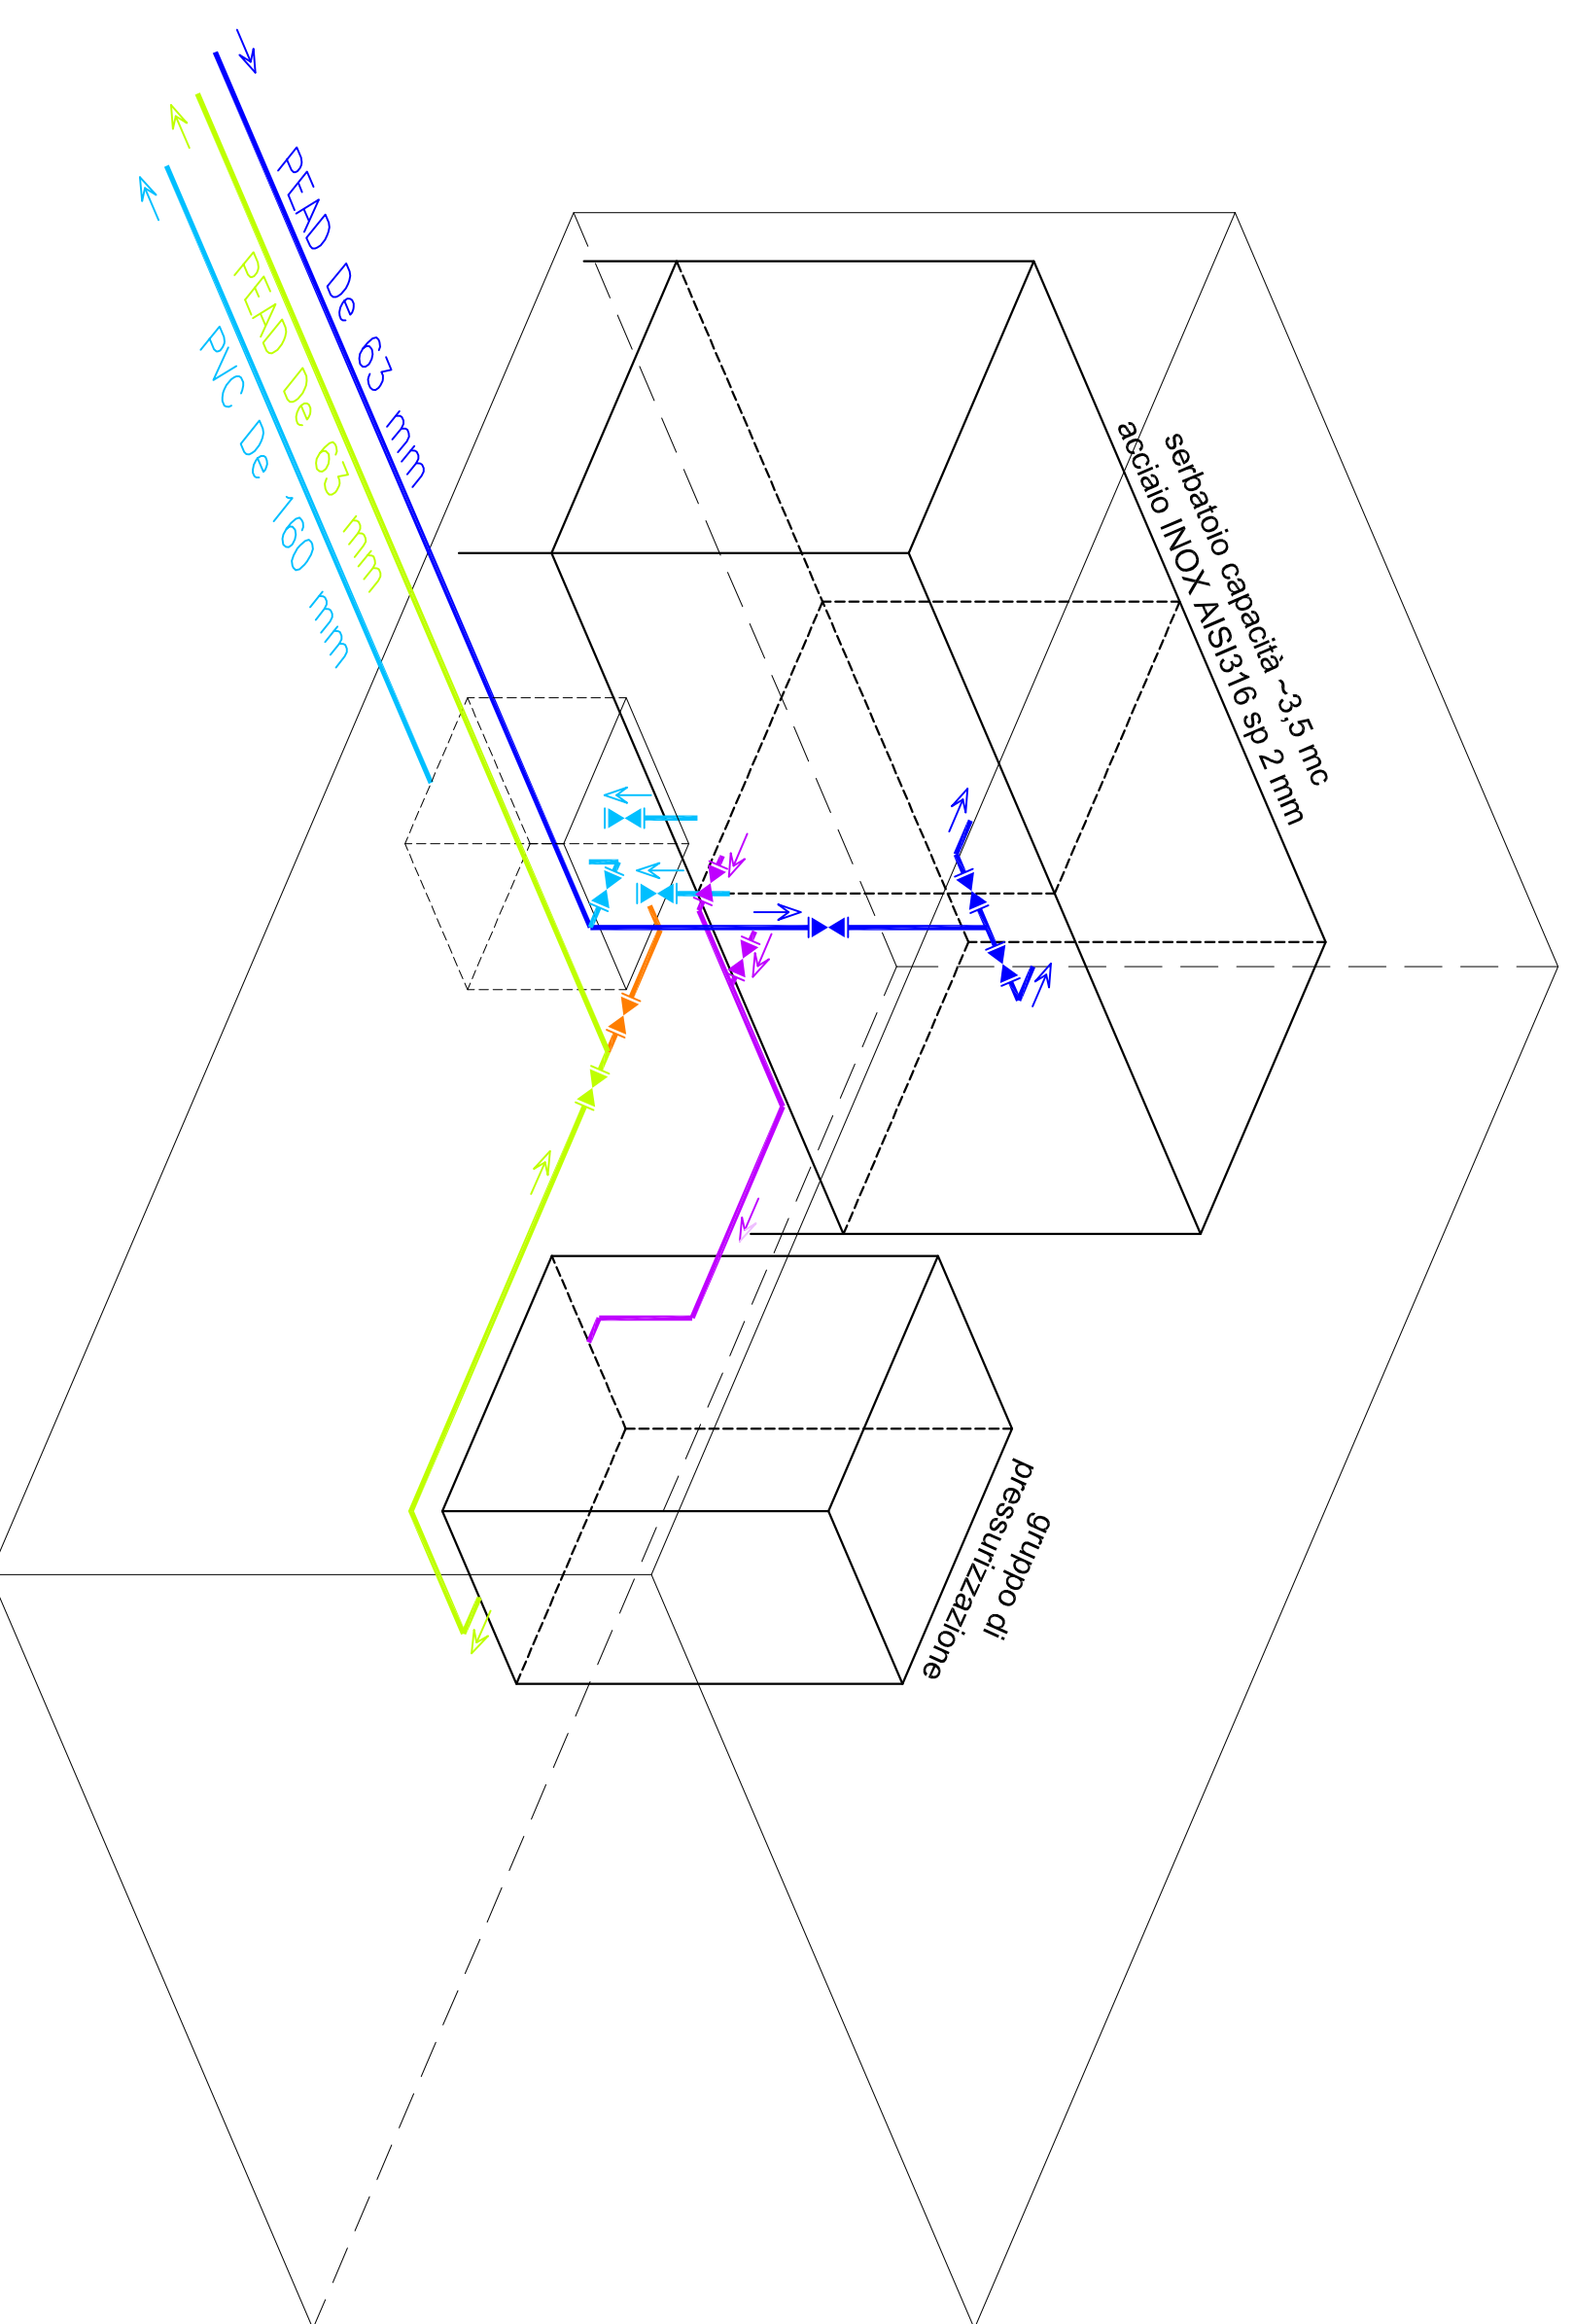 PEAD De 63 mm
PEAD De 63 mm
PVC De 160 mm
serbatoio capacità ~3,5 mc
acciaio INOX AISI316 sp 2 mm
gruppo di
pressurizzazione